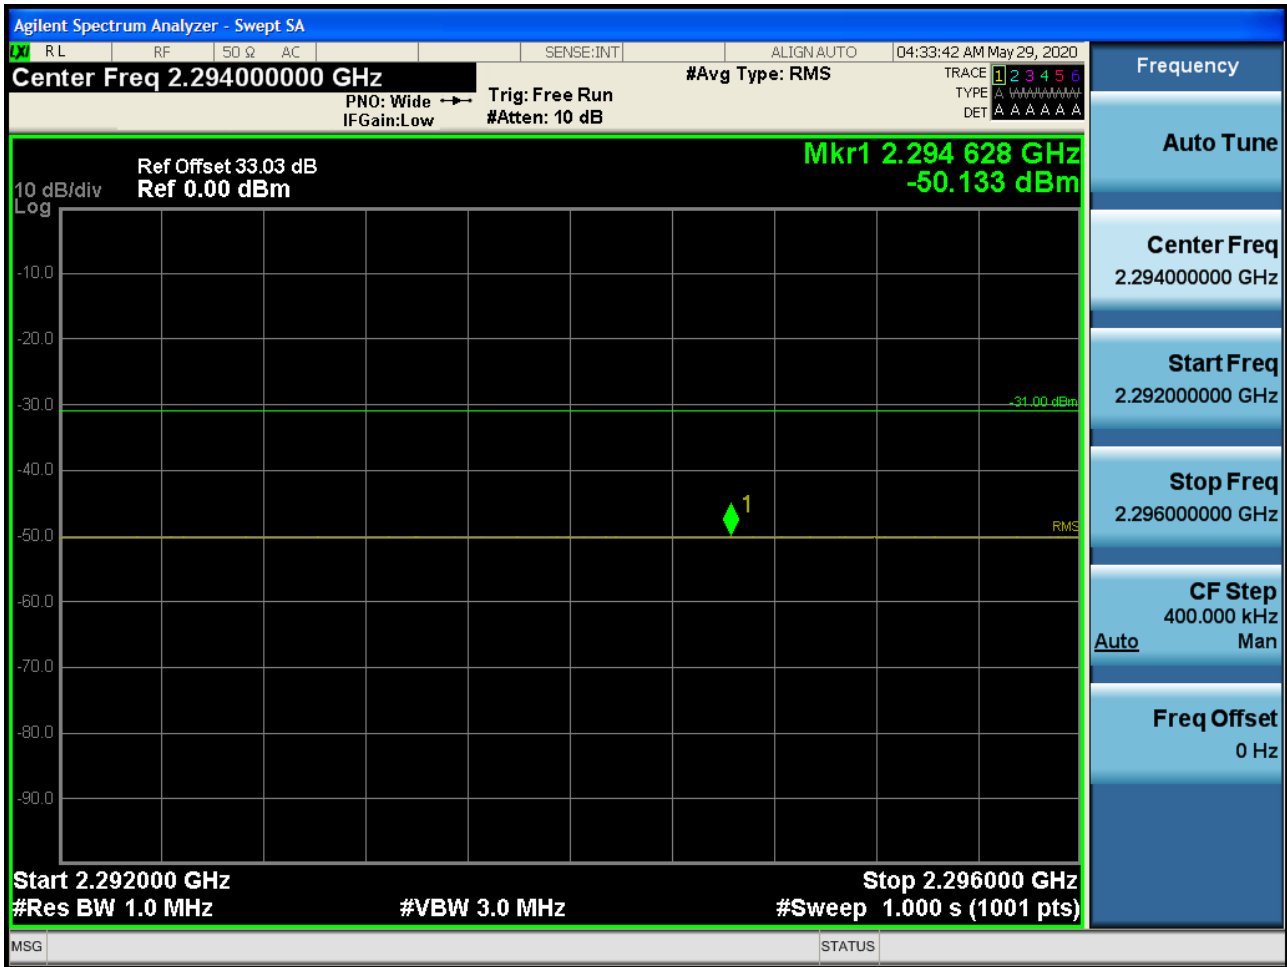 Agilent Spectrum Analyzer - Swept SA
LXI RL RF 50 Ω AC SENSE:INT ALIGN AUTO 04:33:42 AM May 29, 2020
Center Freq 2.294000000 GHz
PNO: Wide
IFGain:Low
Trig: Free Run
#Atten: 10 dB
#Avg Type: RMS
TRACE 1 2 3 4 5 6
TYPE A WWWWWW
DET A A A A A A
Mkr1 2.294 628 GHz
-50.133 dBm
Ref Offset 33.03 dB
10 dB/div Ref 0.00 dBm
Log
-10.0
-20.0
-30.0
-31.00 dBm
-40.0
1
-50.0
RMS
-60.0
-70.0
-80.0
-90.0
Start 2.292000 GHz
Stop 2.296000 GHz
#Res BW 1.0 MHz
#VBW 3.0 MHz
#Sweep 1.000 s (1001 pts)
MSG
STATUS
Frequency
Auto Tune
Center Freq
2.294000000 GHz
Start Freq
2.292000000 GHz
Stop Freq
2.296000000 GHz
CF Step
400.000 kHz
Auto Man
Freq Offset
0 Hz